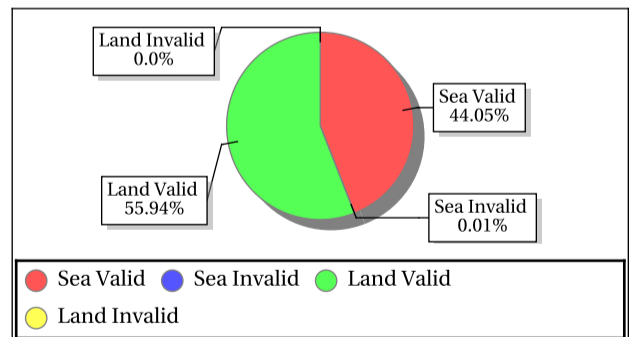 Land Invalid
0.0%
Sea Valid
44.05%
Land Valid
55.94%
Sea Invalid
0.01%
Sea Valid Sea Invalid Land Valid
Land Invalid